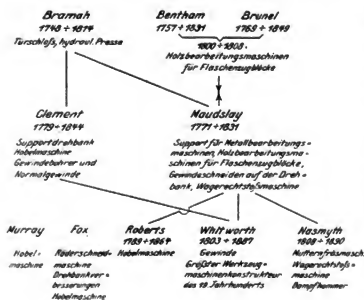 Bramah Bentham Brunel
1748÷1814 1757÷1831 1769÷1849
Türschloß, hydraul. Presse
1800÷1808·
Holzbearbeitungsmaschinen
für Flaschenzugblöcke
Clement Maudslay
1779÷1844 1771÷1831
Supportdrehbank Support für Metallbearbeitungs=
Hobelmaschine maschinen, Holzbearbeitungsma=
Gewindebohrer und schinen für Flaschenzugblöcke,
Normalgewinde Gewindeschneiden auf der Dreh=
bank, Wagerechtstoßmaschine
Murray Fox Roberts Whitworth Nasmyth
1789÷1864 1803÷1887 1808÷1890
Hobel= Räderschneid= Hobelmaschine Gewinde Mutternfräsmasch.
maschine maschine Größter Werkzeug= Wagerechtstoß=
Drehbankver= maschinenkonstrukteur maschine
besserungen des 19. Jahrhunderts Dampfhammer
Hobelmaschine